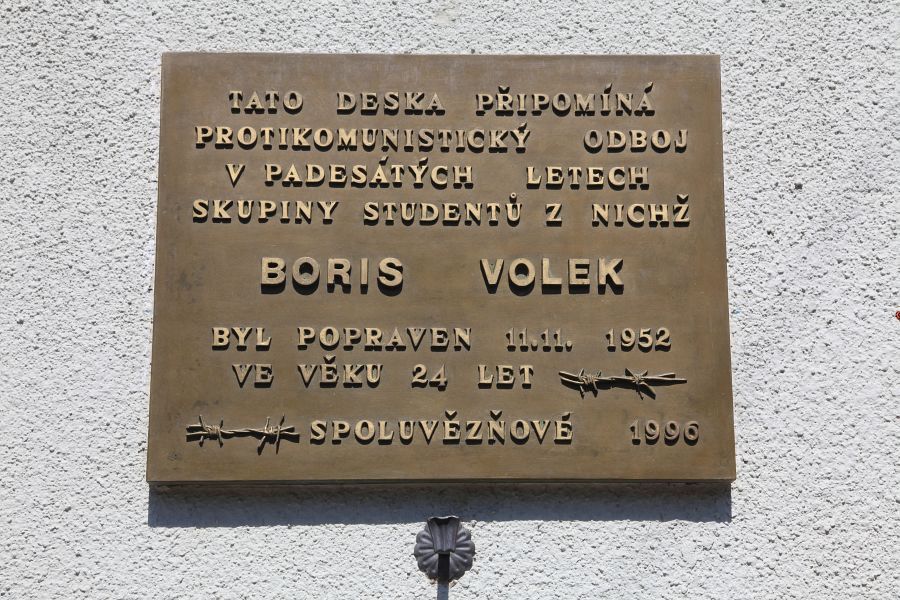 TATO DESKA PŘIPOMÍNÁ
PROTIKOMUNISTICKÝ ODBOJ
V PADESÁTÝCH LETECH
SKUPINY STUDENTŮ Z NICHŽ
BORIS VOLEK
BYL POPRAVEN 11.11. 1952
VE VĚKU 24 LET
SPOLUVĚZŇOVÉ 1996